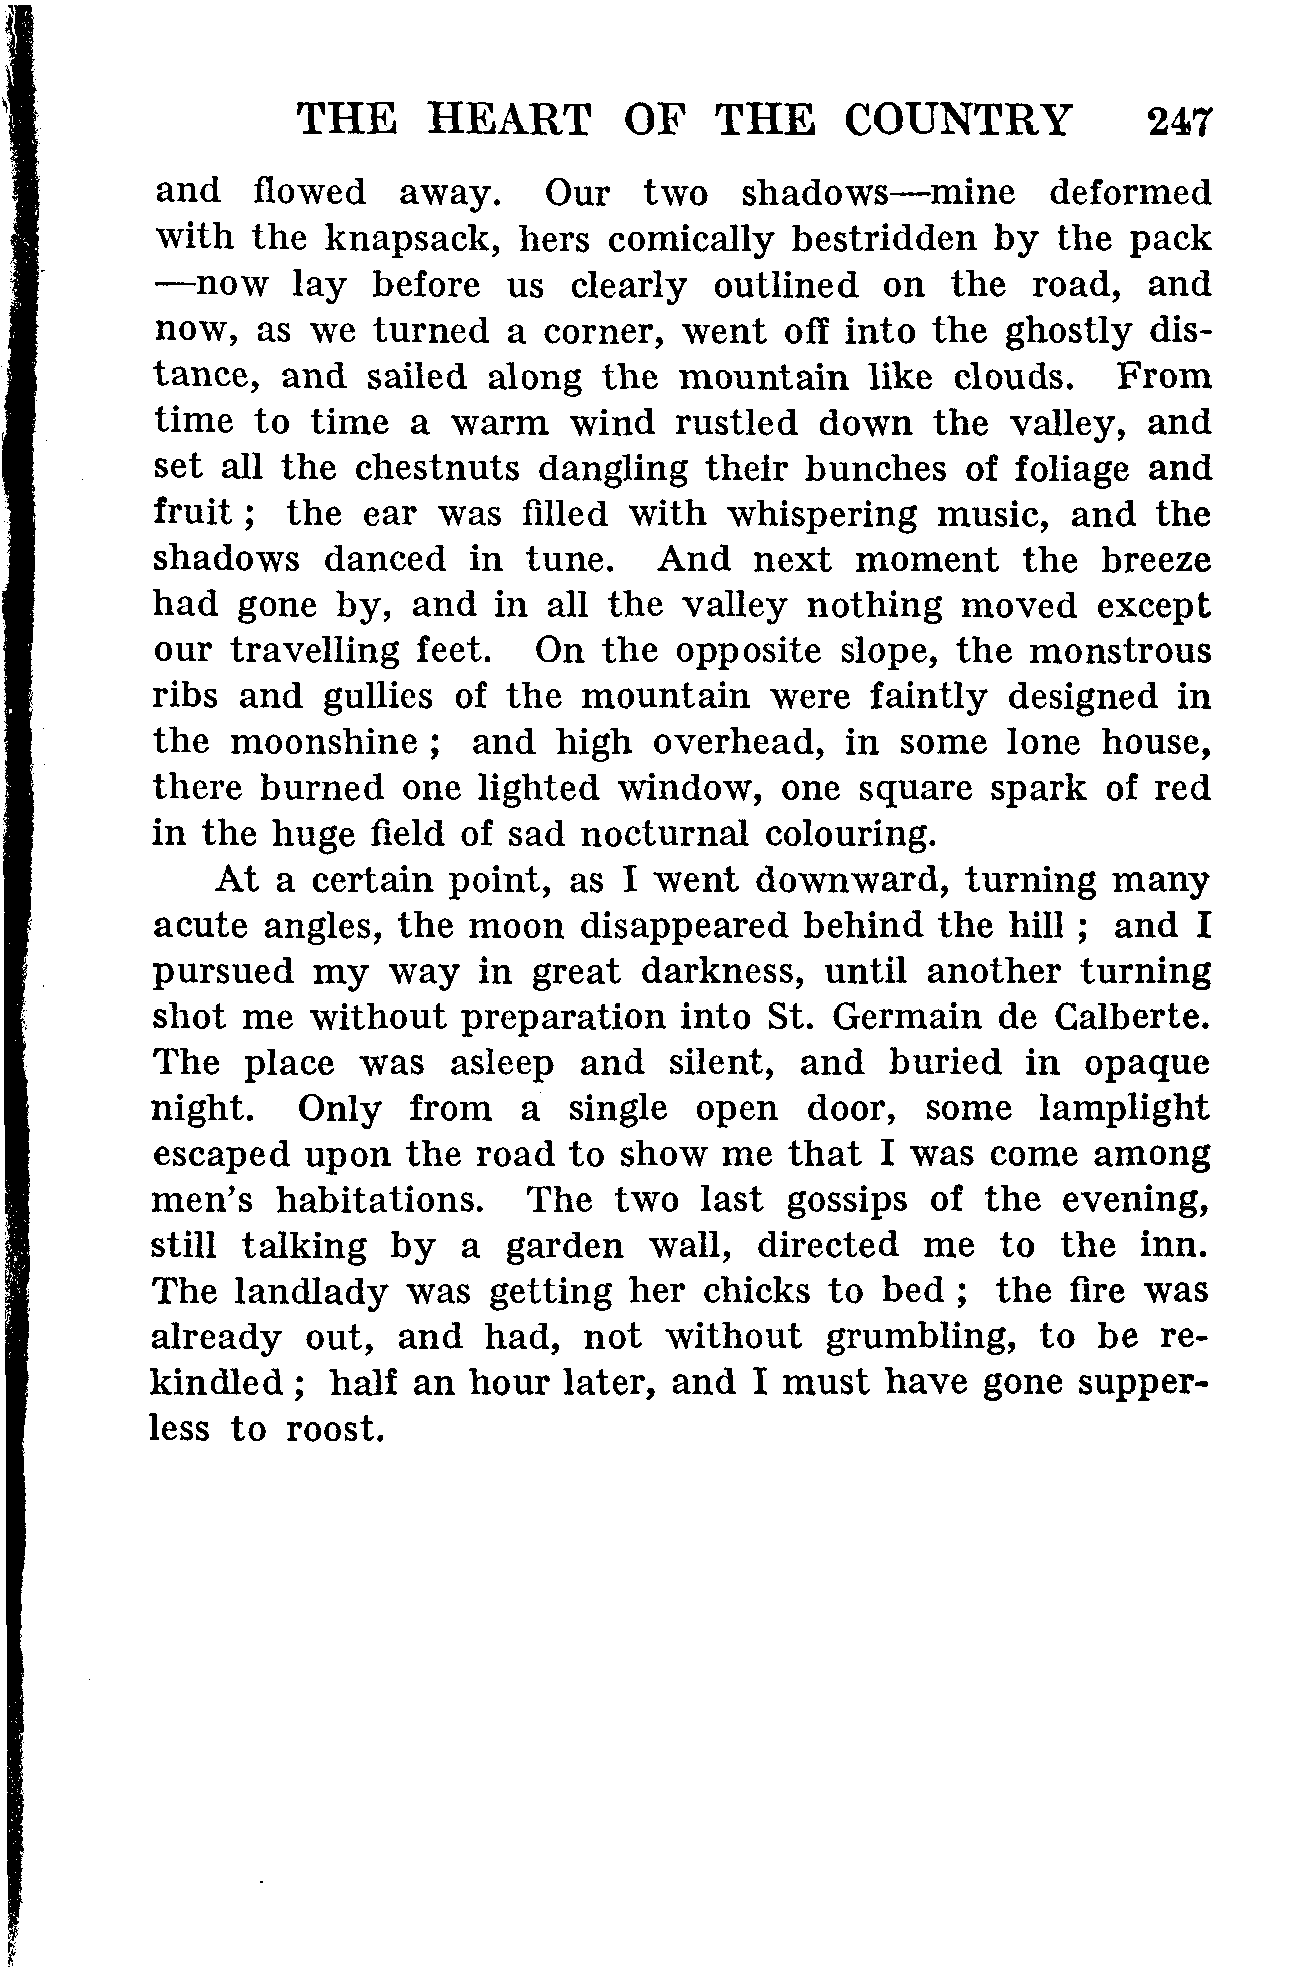 THE HEART OF THE COUNTRY 247
and flowed away. Our two shadows—mine deformed
with the knapsack, hers comically bestridden by the pack
—now lay before us clearly outlined on the road, and
now, as we turned a corner, went off into the ghostly dis-
tance, and sailed along the mountain like clouds. From
time to time a warm wind rustled down the valley, and
set all the chestnuts dangling their bunches of foliage and
fruit ; the ear was filled with whispering music, and the
shadows danced in tune. And next moment the breeze
had gone by, and in all the valley nothing moved except
our travelling feet. On the opposite slope, the monstrous
ribs and gullies of the mountain were faintly designed in
the moonshine ; and high overhead, in some lone house,
there burned one lighted window, one square spark of red
in the huge field of sad nocturnal colouring.
At a certain point, as I went downward, turning many
acute angles, the moon disappeared behind the hill ; and I
pursued my way in great darkness, until another turning
shot me without preparation into St. Germain de Calberte.
The place was asleep and silent, and buried in opaque
night. Only from a single open door, some lamplight
escaped upon the road to show me that I was come among
men's habitations. The two last gossips of the evening,
still talking by a garden wall, directed me to the inn.
The landlady was getting her chicks to bed ; the fire was
already out, and had, not without grumbling, to be re-
kindled ; half an hour later, and I must have gone supper-
less to roost.